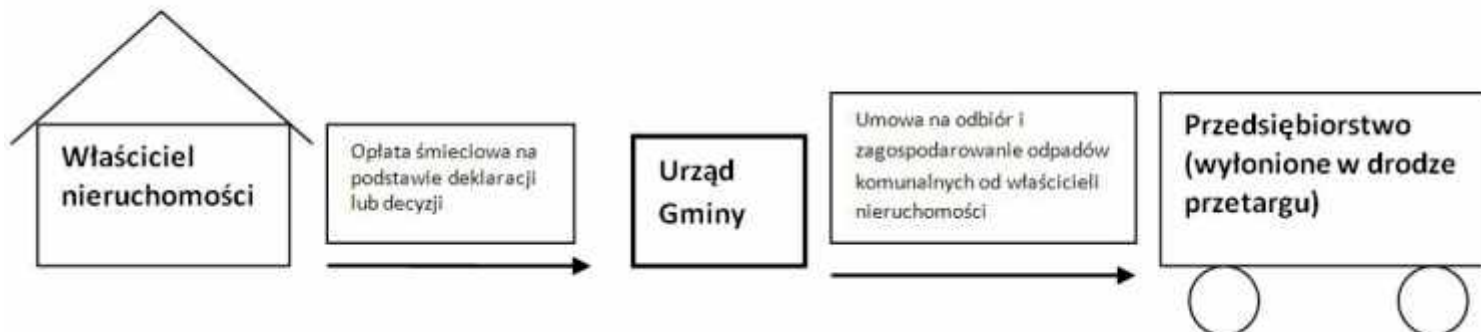 Właściciel
nieruchomości
Opłata śmieciowa na
podstawie deklaracji
lub decyzji
Urząd
Gminy
Umowa na odbiór i
zagospodarowanie odpadów
komunalnych od właścicieli
nieruchomości
Przedsiębiorstwo
(wyłonione w drodze
przetargu)